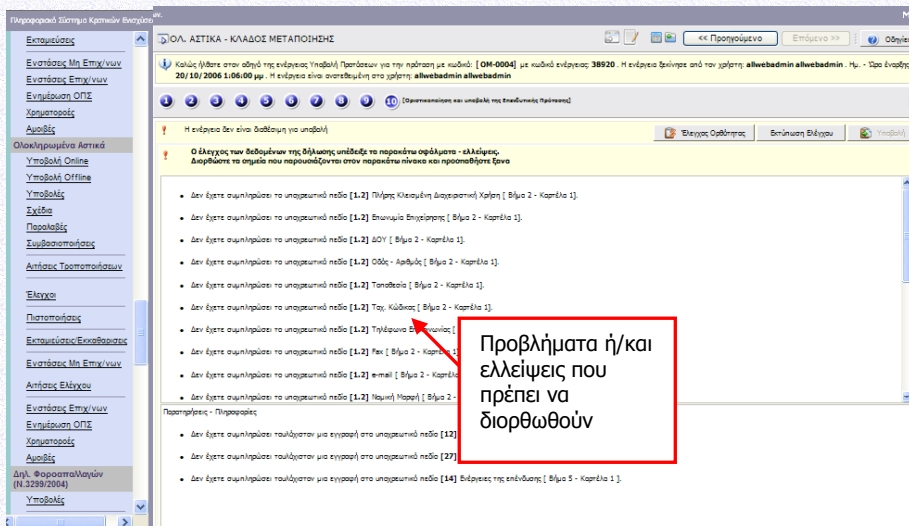 Πληροφοριακό Σύστημα Κρατικών Ενισχύσεων.
Εκταμιεύσεις
Ενστάσεις Μη Επιχ/νων
Ενστάσεις Επιχ/νων
Ενημέρωση ΟΠΣ
Χρηματοροές
Αμοιβές
Ολοκληρωμένα Αστικά
Υποβολή Online
Υποβολή Offline
Υποβολές
Σχέδια
Παραλαβές
Συμβασιοποιήσεις
Αιτήσεις Τροποποιήσεων
Έλεγχοι
Πιστοποιήσεις
Εκταμιεύσεις/Εκκαθαρισεις
Ενστάσεις Μη Επιχ/νων
Αιτήσεις Ελέγχου
Ενστάσεις Επιχ/νων
Ενημέρωση ΟΠΣ
Χρηματοροές
Αμοιβές
Δηλ. Φοροαπαλλαγών
(Ν.3299/2004)
Υποβολές
ΟΛ. ΑΣΤΙΚΑ - ΚΛΑΔΟΣ ΜΕΤΑΠΟΙΗΣΗΣ
<< Προηγούμενο
Επόμενο >>
Οδηγίες
Καλώς ήλθατε στον οδηγό της ενέργειας Υποβολή Προτάσεων για την πρόταση με κωδικό: [ΟΜ-0004] με κωδικό ενέργειας: 38920 . Η ενέργεια ξεκίνησε από τον χρήστη: allwebadmin allwebadmin . Ημ. - Ώρα έναρξης
20/10/2006 1:06:00 μμ . Η ενέργεια είναι ανατεθειμένη στο χρήστη: allwebadmin allwebadmin
1 2 3 4 5 6 7 8 9 10 [Οριστικοποίηση και υποβολή της Επενδυτικής Πρότασης]
Η ενέργεια δεν είναι διαθέσιμη για υποβολή
Έλεγχος Ορθότητας
Εκτύπωση Ελέγχου
Υποβολή
Ο έλεγχος των δεδομένων της δήλωσης υπέδειξε τα παρακάτω σφάλματα - ελλείψεις.
Διορθώστε τα σημεία που παρουσιάζονται στον παρακάτω πίνακα και προσπαθήστε ξανά
Δεν έχετε συμπληρώσει το υποχρεωτικό πεδίο [1.2] Πλήρης Κλεισμένη Διαχειριστική Χρήση [ Βήμα 2 - Καρτέλα 1].
Δεν έχετε συμπληρώσει το υποχρεωτικό πεδίο [1.2] Επωνυμία Επιχείρησης [ Βήμα 2 - Καρτέλα 1].
Δεν έχετε συμπληρώσει το υποχρεωτικό πεδίο [1.2] ΔΟΥ [ Βήμα 2 - Καρτέλα 1].
Δεν έχετε συμπληρώσει το υποχρεωτικό πεδίο [1.2] Οδός - Αριθμός [ Βήμα 2 - Καρτέλα 1].
Δεν έχετε συμπληρώσει το υποχρεωτικό πεδίο [1.2] Τοποθεσία [ Βήμα 2 - Καρτέλα 1].
Δεν έχετε συμπληρώσει το υποχρεωτικό πεδίο [1.2] Ταχ. Κώδικας [ Βήμα 2 - Καρτέλα 1].
Δεν έχετε συμπληρώσει το υποχρεωτικό πεδίο [1.2] Τηλέφωνο Επικοινωνίας [
Δεν έχετε συμπληρώσει το υποχρεωτικό πεδίο [1.2] Fax [ Βήμα 2 - Καρτέλα 1]
Δεν έχετε συμπληρώσει το υποχρεωτικό πεδίο [1.2] e-mail [ Βήμα 2 - Καρτέλα
Δεν έχετε συμπληρώσει το υποχρεωτικό πεδίο [1.2] Νομική Μορφή [ Βήμα 2 -
Προβλήματα ή/και
ελλείψεις που
πρέπει να
διορθωθούν
Παρατηρήσεις - Πληροφορίες
Δεν έχετε συμπληρώσει τουλάχιστον μια εγγραφή στο υποχρεωτικό πεδίο [12]
Δεν έχετε συμπληρώσει τουλάχιστον μια εγγραφή στο υποχρεωτικό πεδίο [27]
Δεν έχετε συμπληρώσει τουλάχιστον μια εγγραφή στο υποχρεωτικό πεδίο [14] Ενέργειες της επένδυσης [ Βήμα 5 - Καρτέλα 1 ].